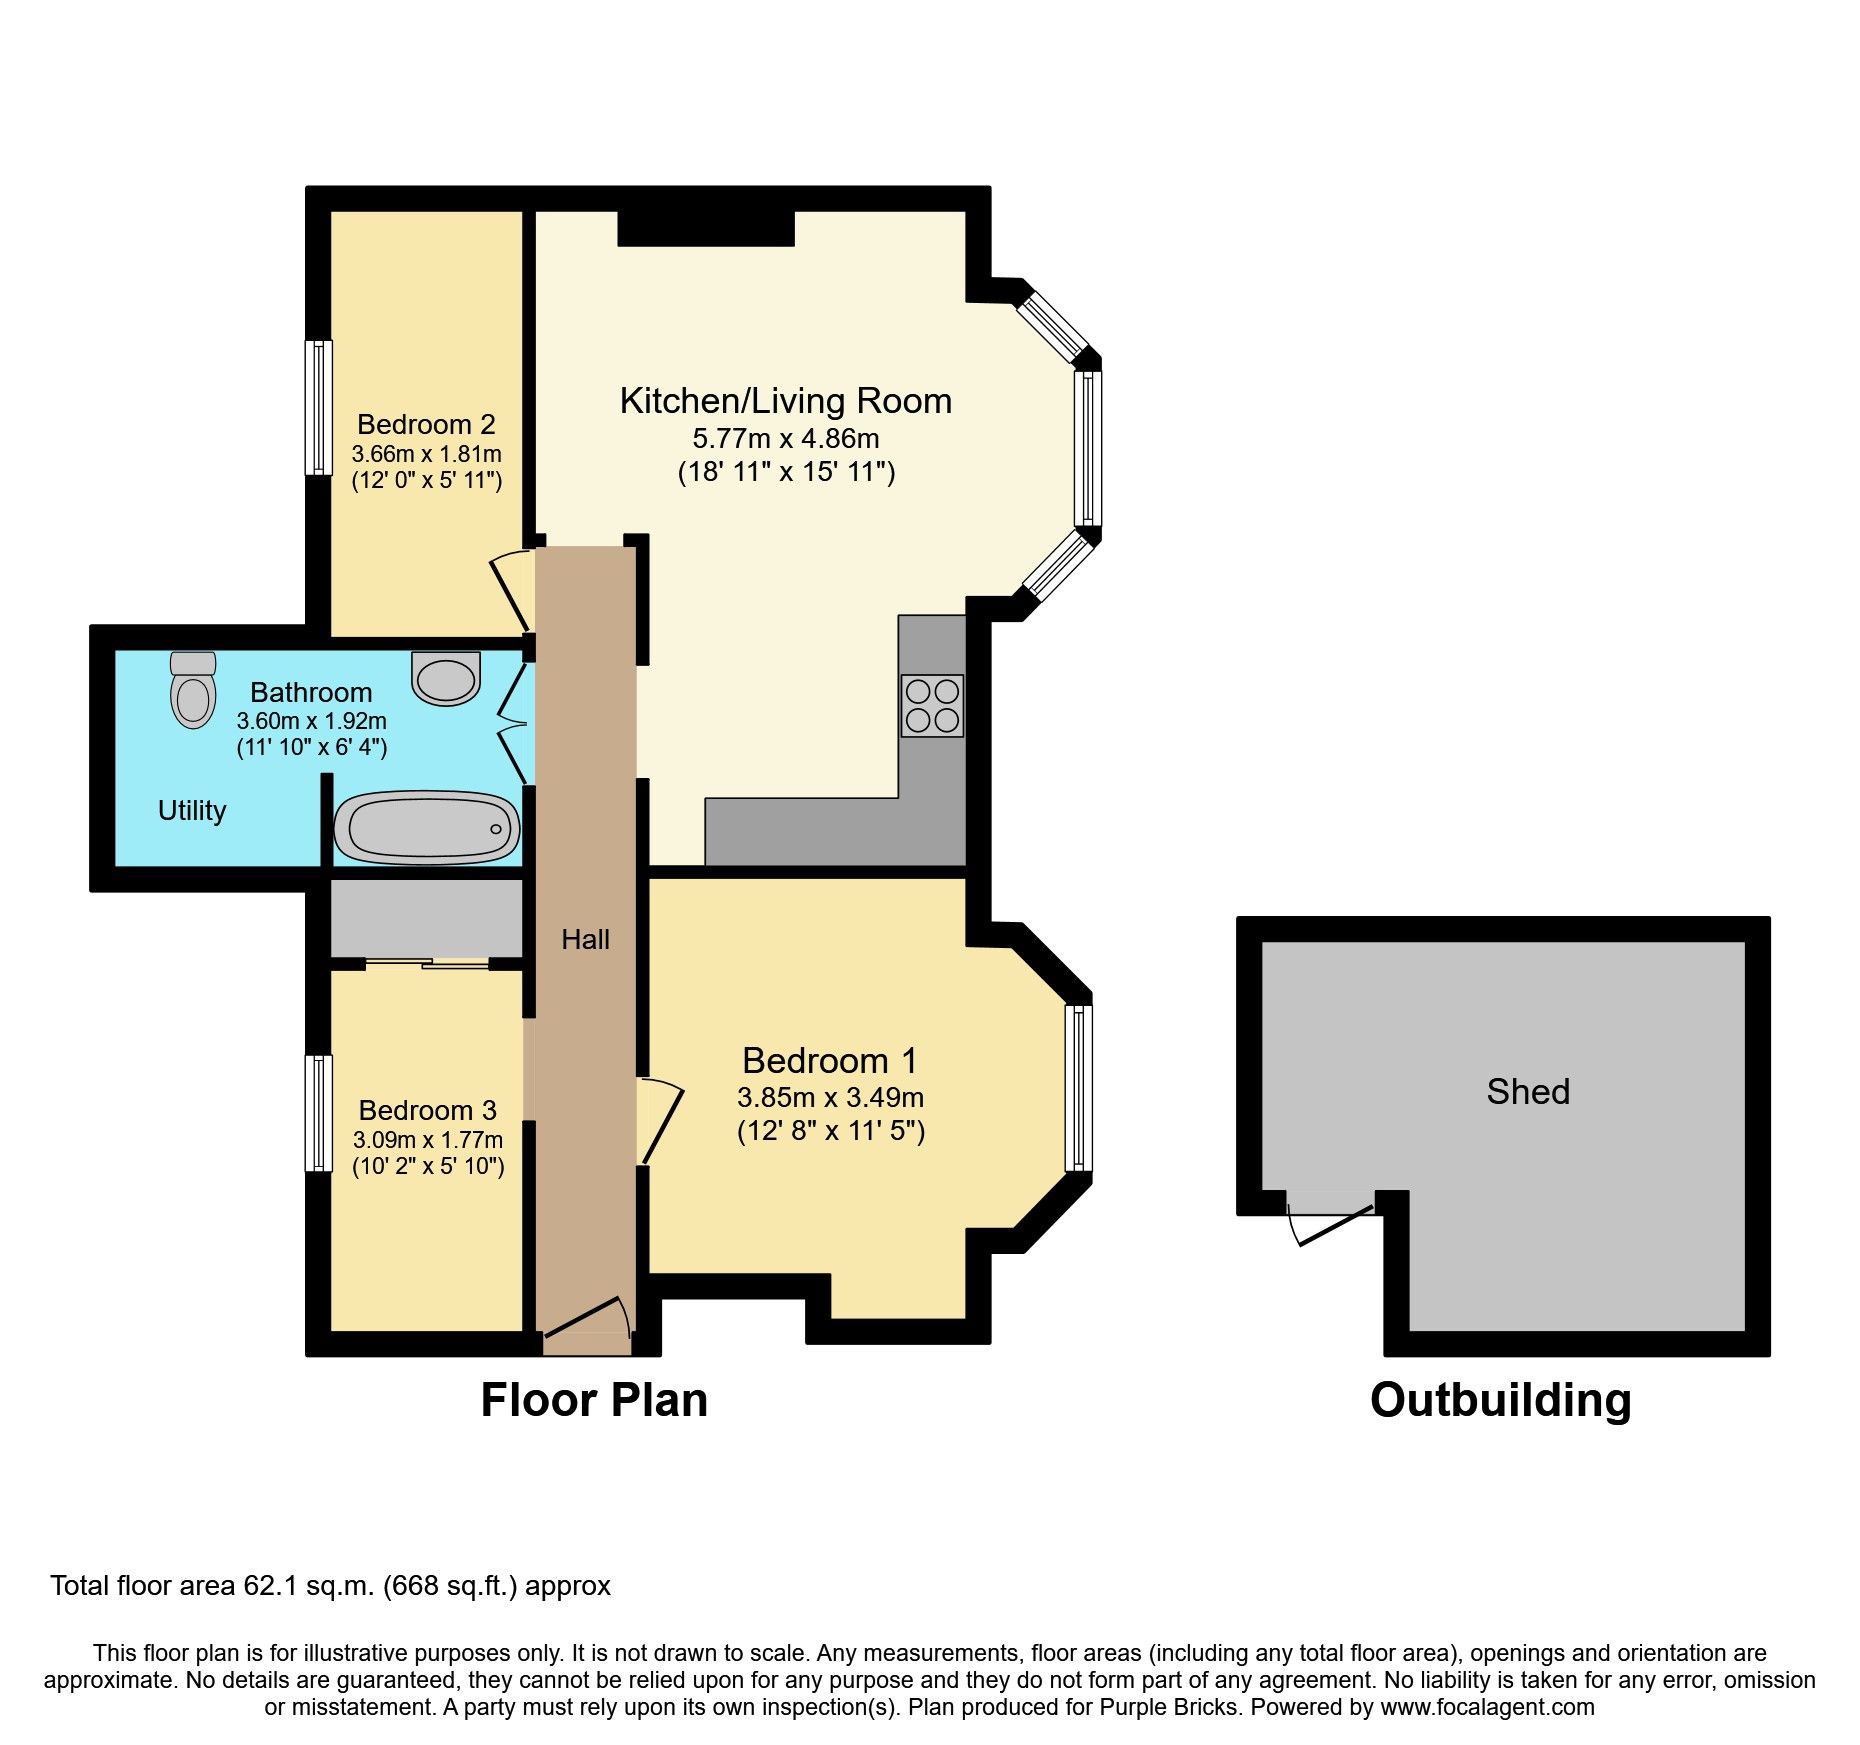 Kitchen/Living Room
5.77m x 4.86m
(18' 11" x 15' 11")
Bedroom 2
3.66m x 1.81m
(12' 0" x 5' 11")
Bathroom
3.60m x 1.92m
(11' 10" x 6' 4")
Utility
Hall
Bedroom 1
3.85m x 3.49m
(12' 8" x 11' 5")
Bedroom 3
3.09m x 1.77m
(10' 2" x 5' 10")
Shed
Floor Plan
Outbuilding
Total floor area 62.1 sq.m. (668 sq.ft.) approx
This floor plan is for illustrative purposes only. It is not drawn to scale. Any measurements, floor areas (including any total floor area), openings and orientation are
approximate. No details are guaranteed, they cannot be relied upon for any purpose and they do not form part of any agreement. No liability is taken for any error, omission
or misstatement. A party must rely upon its own inspection(s). Plan produced for Purple Bricks. Powered by www.focalagent.com